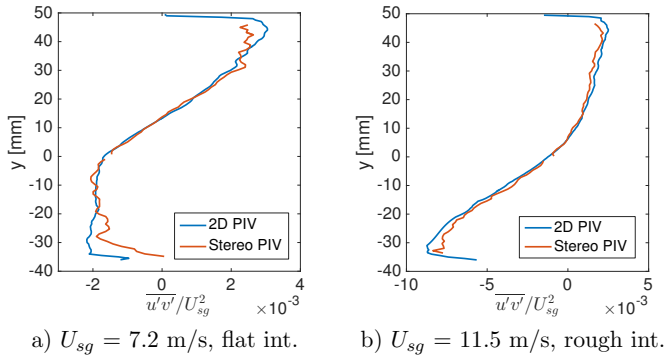 50
40
30
20
10
0
-10
-20
-30
-40
y [mm]
-2 0 2 4
u'v'/U²sg ×10⁻³
2D PIV
Stereo PIV
a) Usg = 7.2 m/s, flat int.
50
40
30
20
10
0
-10
-20
-30
-40
y [mm]
-10 -5 0 5
u'v'/U²sg ×10⁻³
2D PIV
Stereo PIV
b) Usg = 11.5 m/s, rough int.